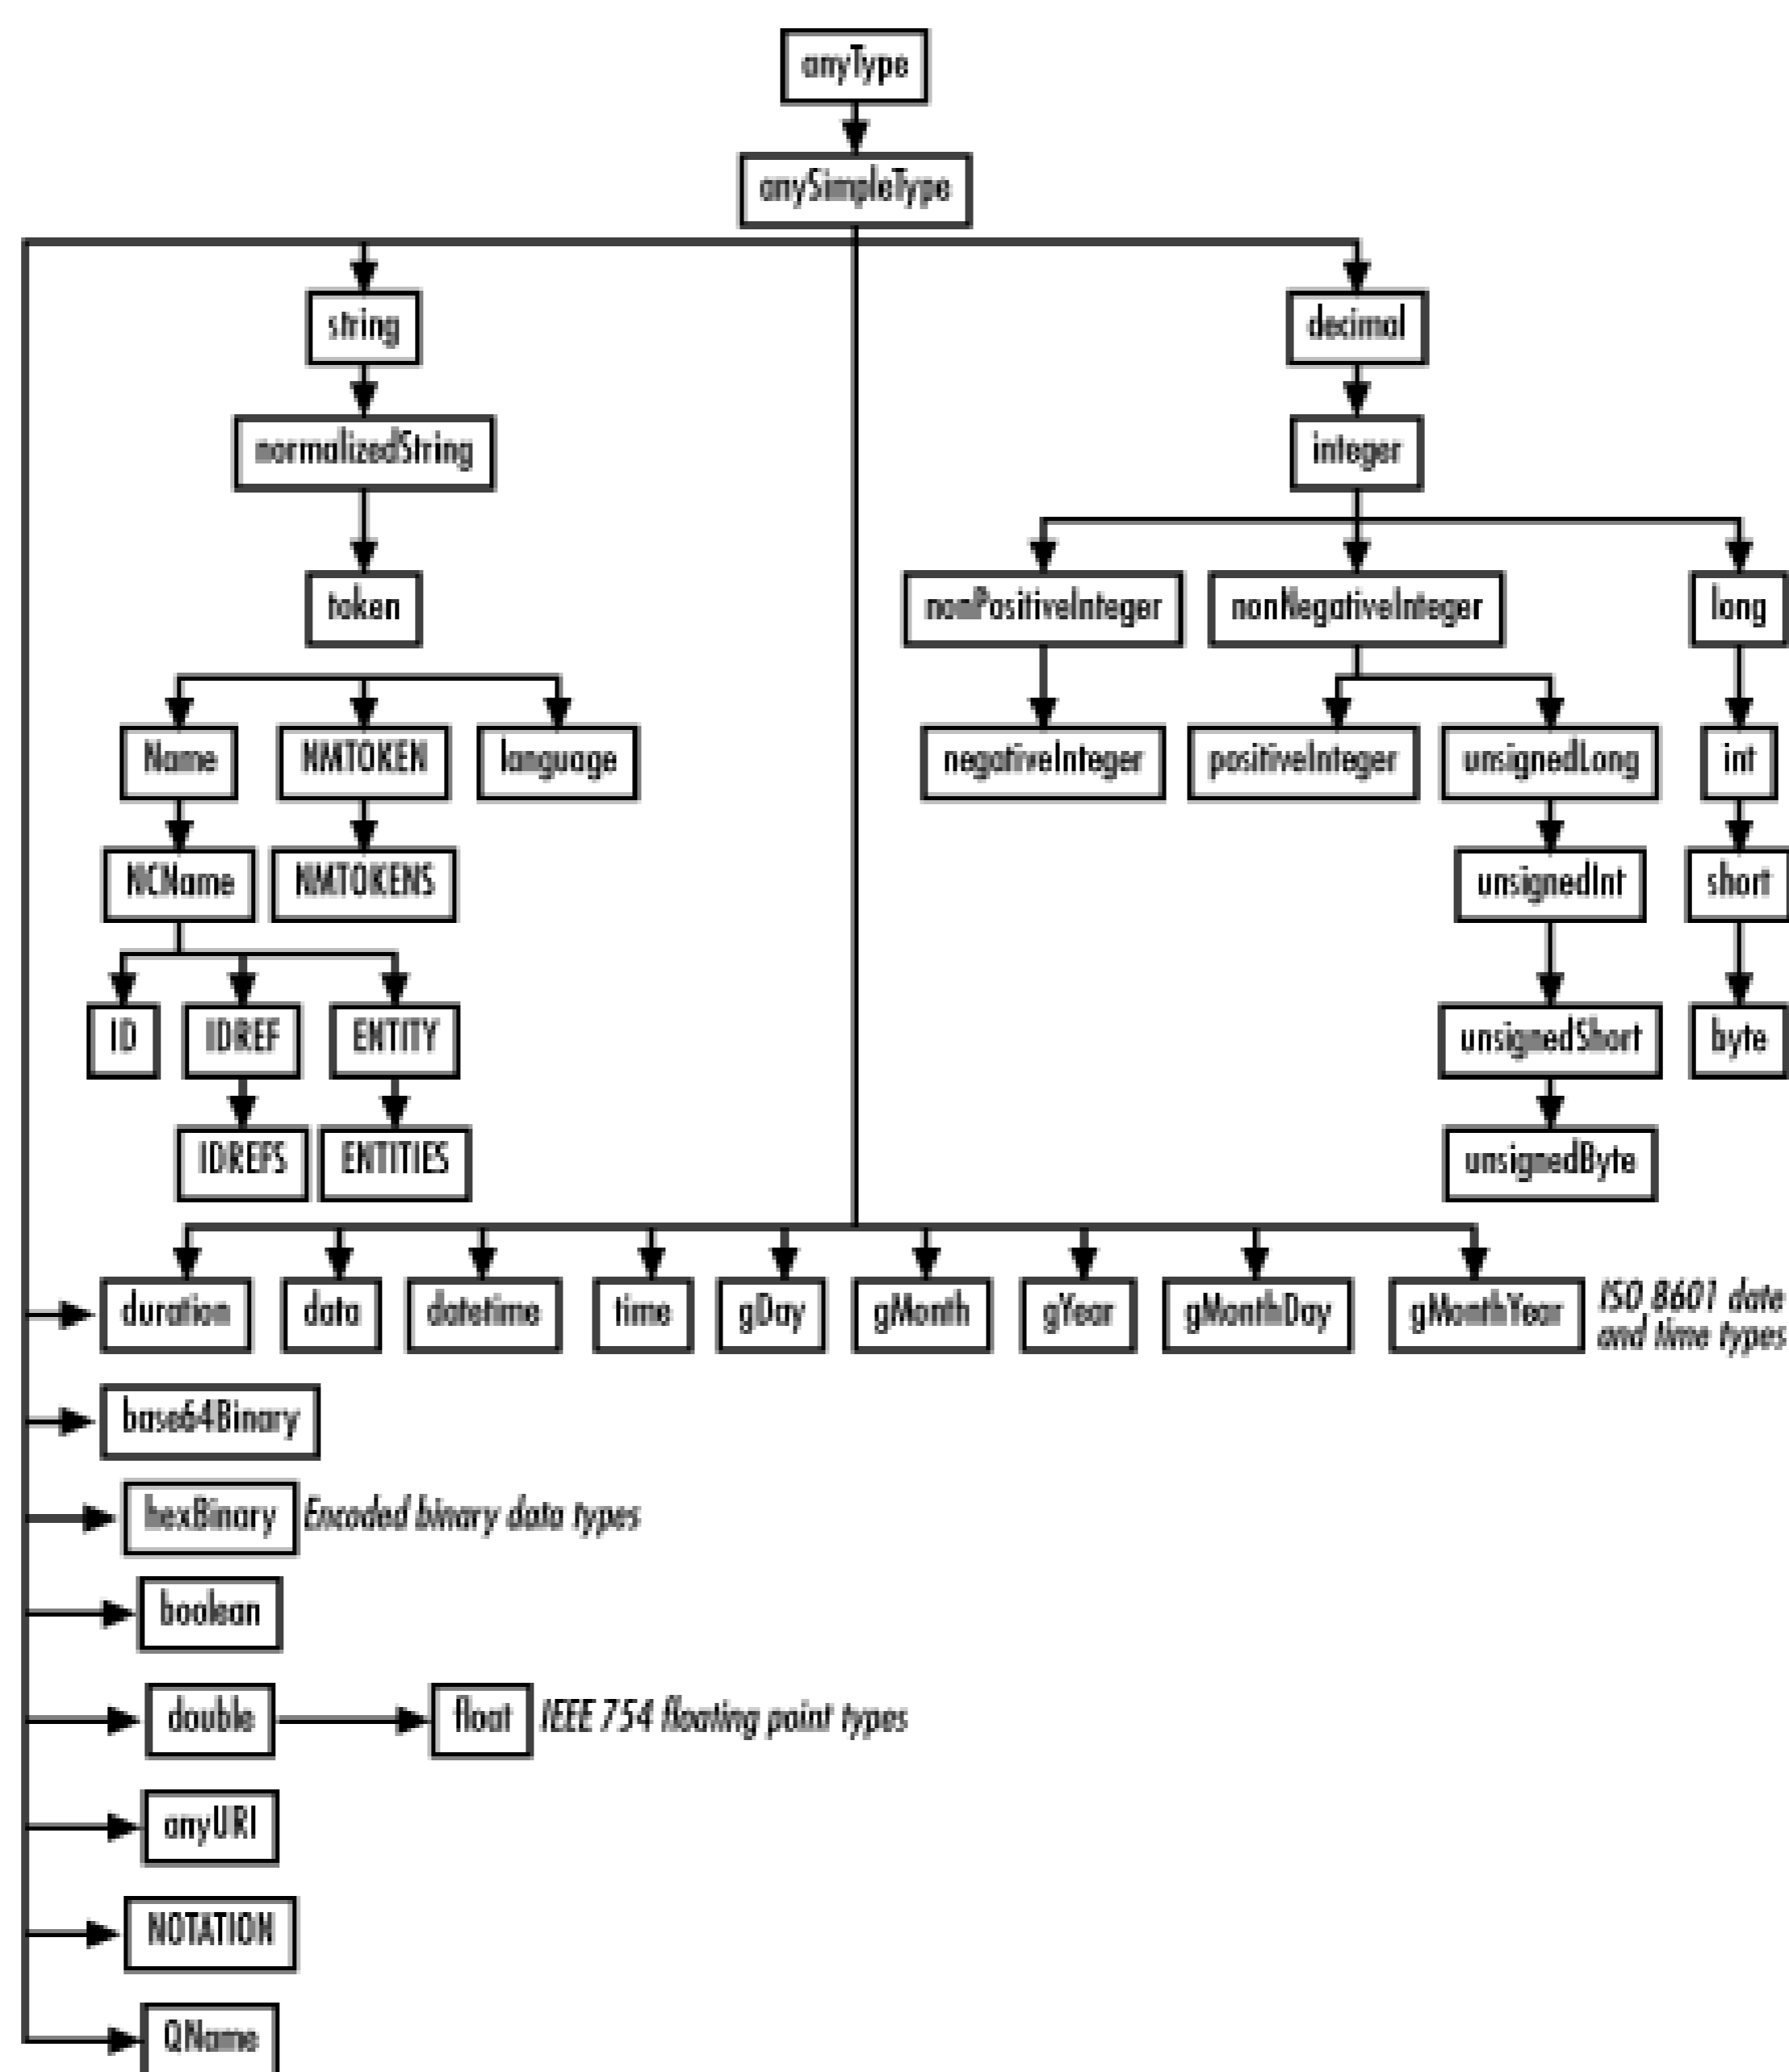 anyType
anySimpleType
string
decimal
normalizedString
integer
token
nonPositiveInteger
nonNegativeInteger
long
Name
NMTOKEN
language
negativeInteger
positiveInteger
unsignedLong
int
NCName
NMTOKENS
unsignedInt
short
ID
IDREF
ENTITY
unsignedShort
byte
IDREFS
ENTITIES
unsignedByte
duration
data
datetime
time
gDay
gMonth
gYear
gMonthDay
gMonthYear
ISO 8601 date
and time types
base64Binary
hexBinary
Encoded binary data types
boolean
double
float
IEEE 754 floating point types
anyURI
NOTATION
QName